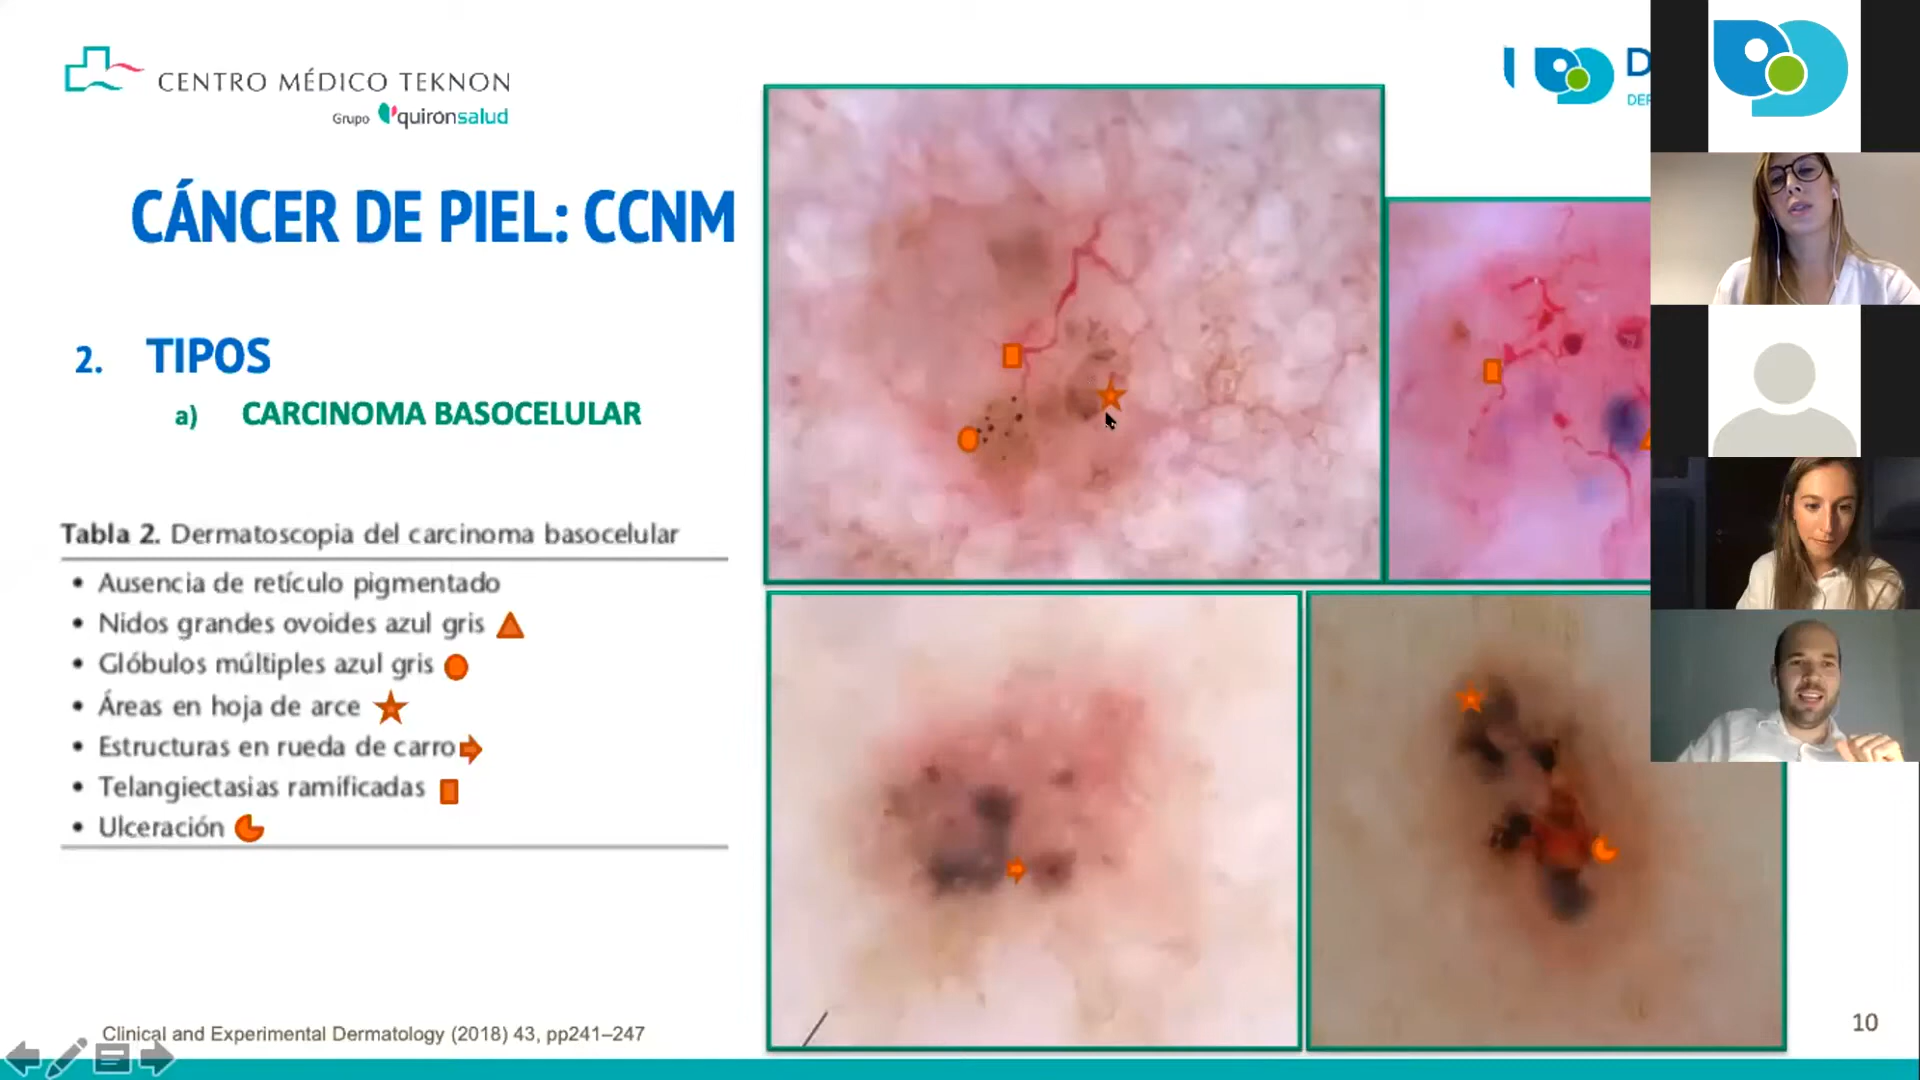 CENTRO MÉDICO TEKNON
Grupo quironsalud
CÁNCER DE PIEL: CCNM
2. TIPOS
a) CARCINOMA BASOCELULAR
Tabla 2. Dermatoscopia del carcinoma basocelular
• Ausencia de retículo pigmentado
• Nidos grandes ovoides azul gris
• Glóbulos múltiples azul gris
• Áreas en hoja de arce
• Estructuras en rueda de carro
• Telangiectasias ramificadas
• Ulceración
Clinical and Experimental Dermatology (2018) 43, pp241–247
10